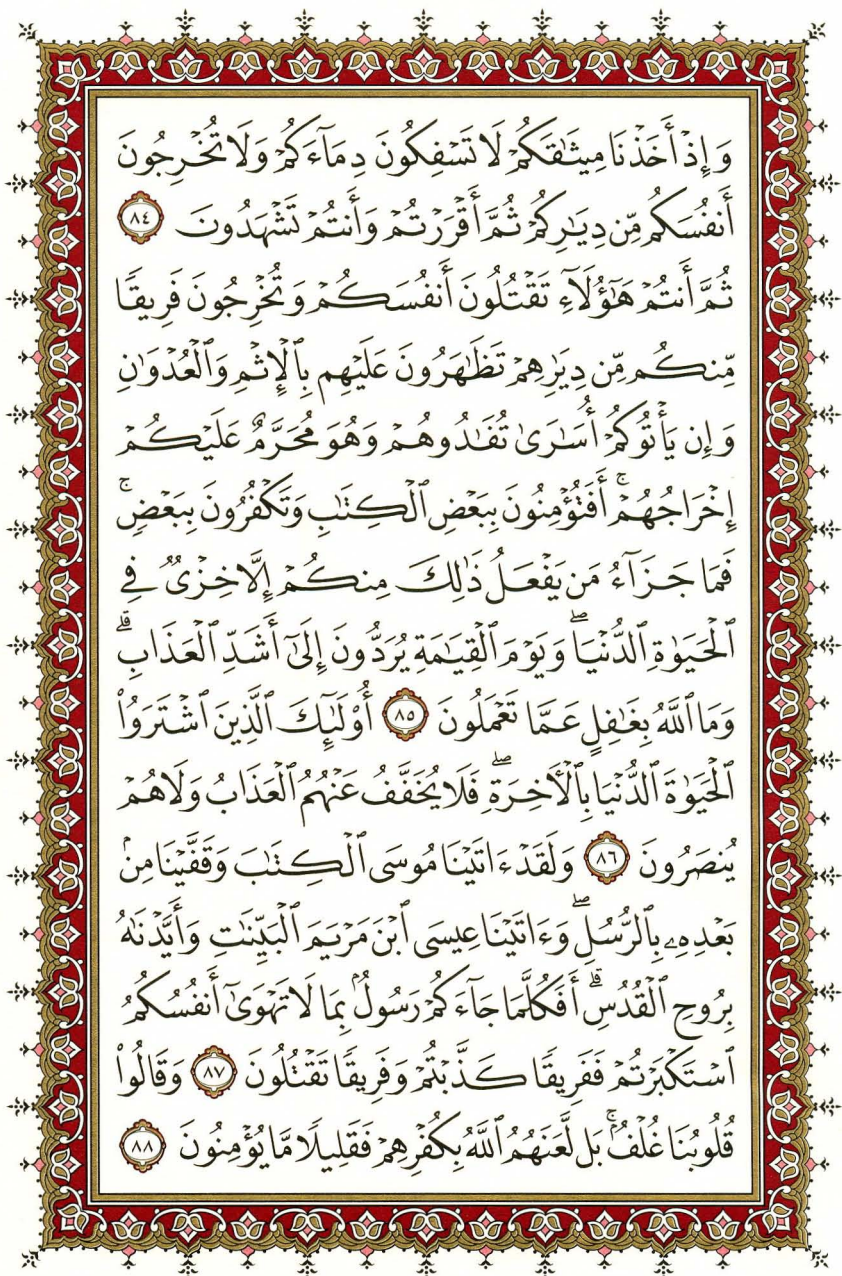 وَإِذْ أَخَذْنَا مِيثَٰقَكُمْ لَا تَسْفِكُونَ دِمَآءَكُمْ وَلَا تُخْرِجُونَ
أَنفُسَكُم مِّن دِيَٰرِكُمْ ثُمَّ أَقْرَرْتُمْ وَأَنتُمْ تَشْهَدُونَ ٨٤
ثُمَّ أَنتُمْ هَٰٓؤُلَآءِ تَقْتُلُونَ أَنفُسَكُمْ وَتُخْرِجُونَ فَرِيقًا
مِّنكُم مِّن دِيَٰرِهِمْ تَظَٰهَرُونَ عَلَيْهِم بِٱلْإِثْمِ وَٱلْعُدْوَٰنِ
وَإِن يَأْتُوكُمْ أُسَٰرَىٰ تُفَٰدُوهُمْ وَهُوَ مُحَرَّمٌ عَلَيْكُمْ
إِخْرَاجُهُمْ ۚ أَفَتُؤْمِنُونَ بِبَعْضِ ٱلْكِتَٰبِ وَتَكْفُرُونَ بِبَعْضٍ ۚ
فَمَا جَزَآءُ مَن يَفْعَلُ ذَٰلِكَ مِنكُمْ إِلَّا خِزْىٌ فِى
ٱلْحَيَوٰةِ ٱلدُّنْيَا ۖ وَيَوْمَ ٱلْقِيَٰمَةِ يُرَدُّونَ إِلَىٰٓ أَشَدِّ ٱلْعَذَابِ ۗ
وَمَا ٱللَّهُ بِغَٰفِلٍ عَمَّا تَعْمَلُونَ ٨٥ أُو۟لَٰٓئِكَ ٱلَّذِينَ ٱشْتَرَوُا۟
ٱلْحَيَوٰةَ ٱلدُّنْيَا بِٱلْـَٔاخِرَةِ ۖ فَلَا يُخَفَّفُ عَنْهُمُ ٱلْعَذَابُ وَلَا هُمْ
يُنصَرُونَ ٨٦ وَلَقَدْ ءَاتَيْنَا مُوسَى ٱلْكِتَٰبَ وَقَفَّيْنَا مِنۢ
بَعْدِهِۦ بِٱلرُّسُلِ ۖ وَءَاتَيْنَا عِيسَى ٱبْنَ مَرْيَمَ ٱلْبَيِّنَٰتِ وَأَيَّدْنَٰهُ
بِرُوحِ ٱلْقُدُسِ ۗ أَفَكُلَّمَا جَآءَكُمْ رَسُولٌۢ بِمَا لَا تَهْوَىٰٓ أَنفُسُكُمُ
ٱسْتَكْبَرْتُمْ فَفَرِيقًا كَذَّبْتُمْ وَفَرِيقًا تَقْتُلُونَ ٨٧ وَقَالُوا۟
قُلُوبُنَا غُلْفٌۢ ۚ بَل لَّعَنَهُمُ ٱللَّهُ بِكُفْرِهِمْ فَقَلِيلًا مَّا يُؤْمِنُونَ ٨٨